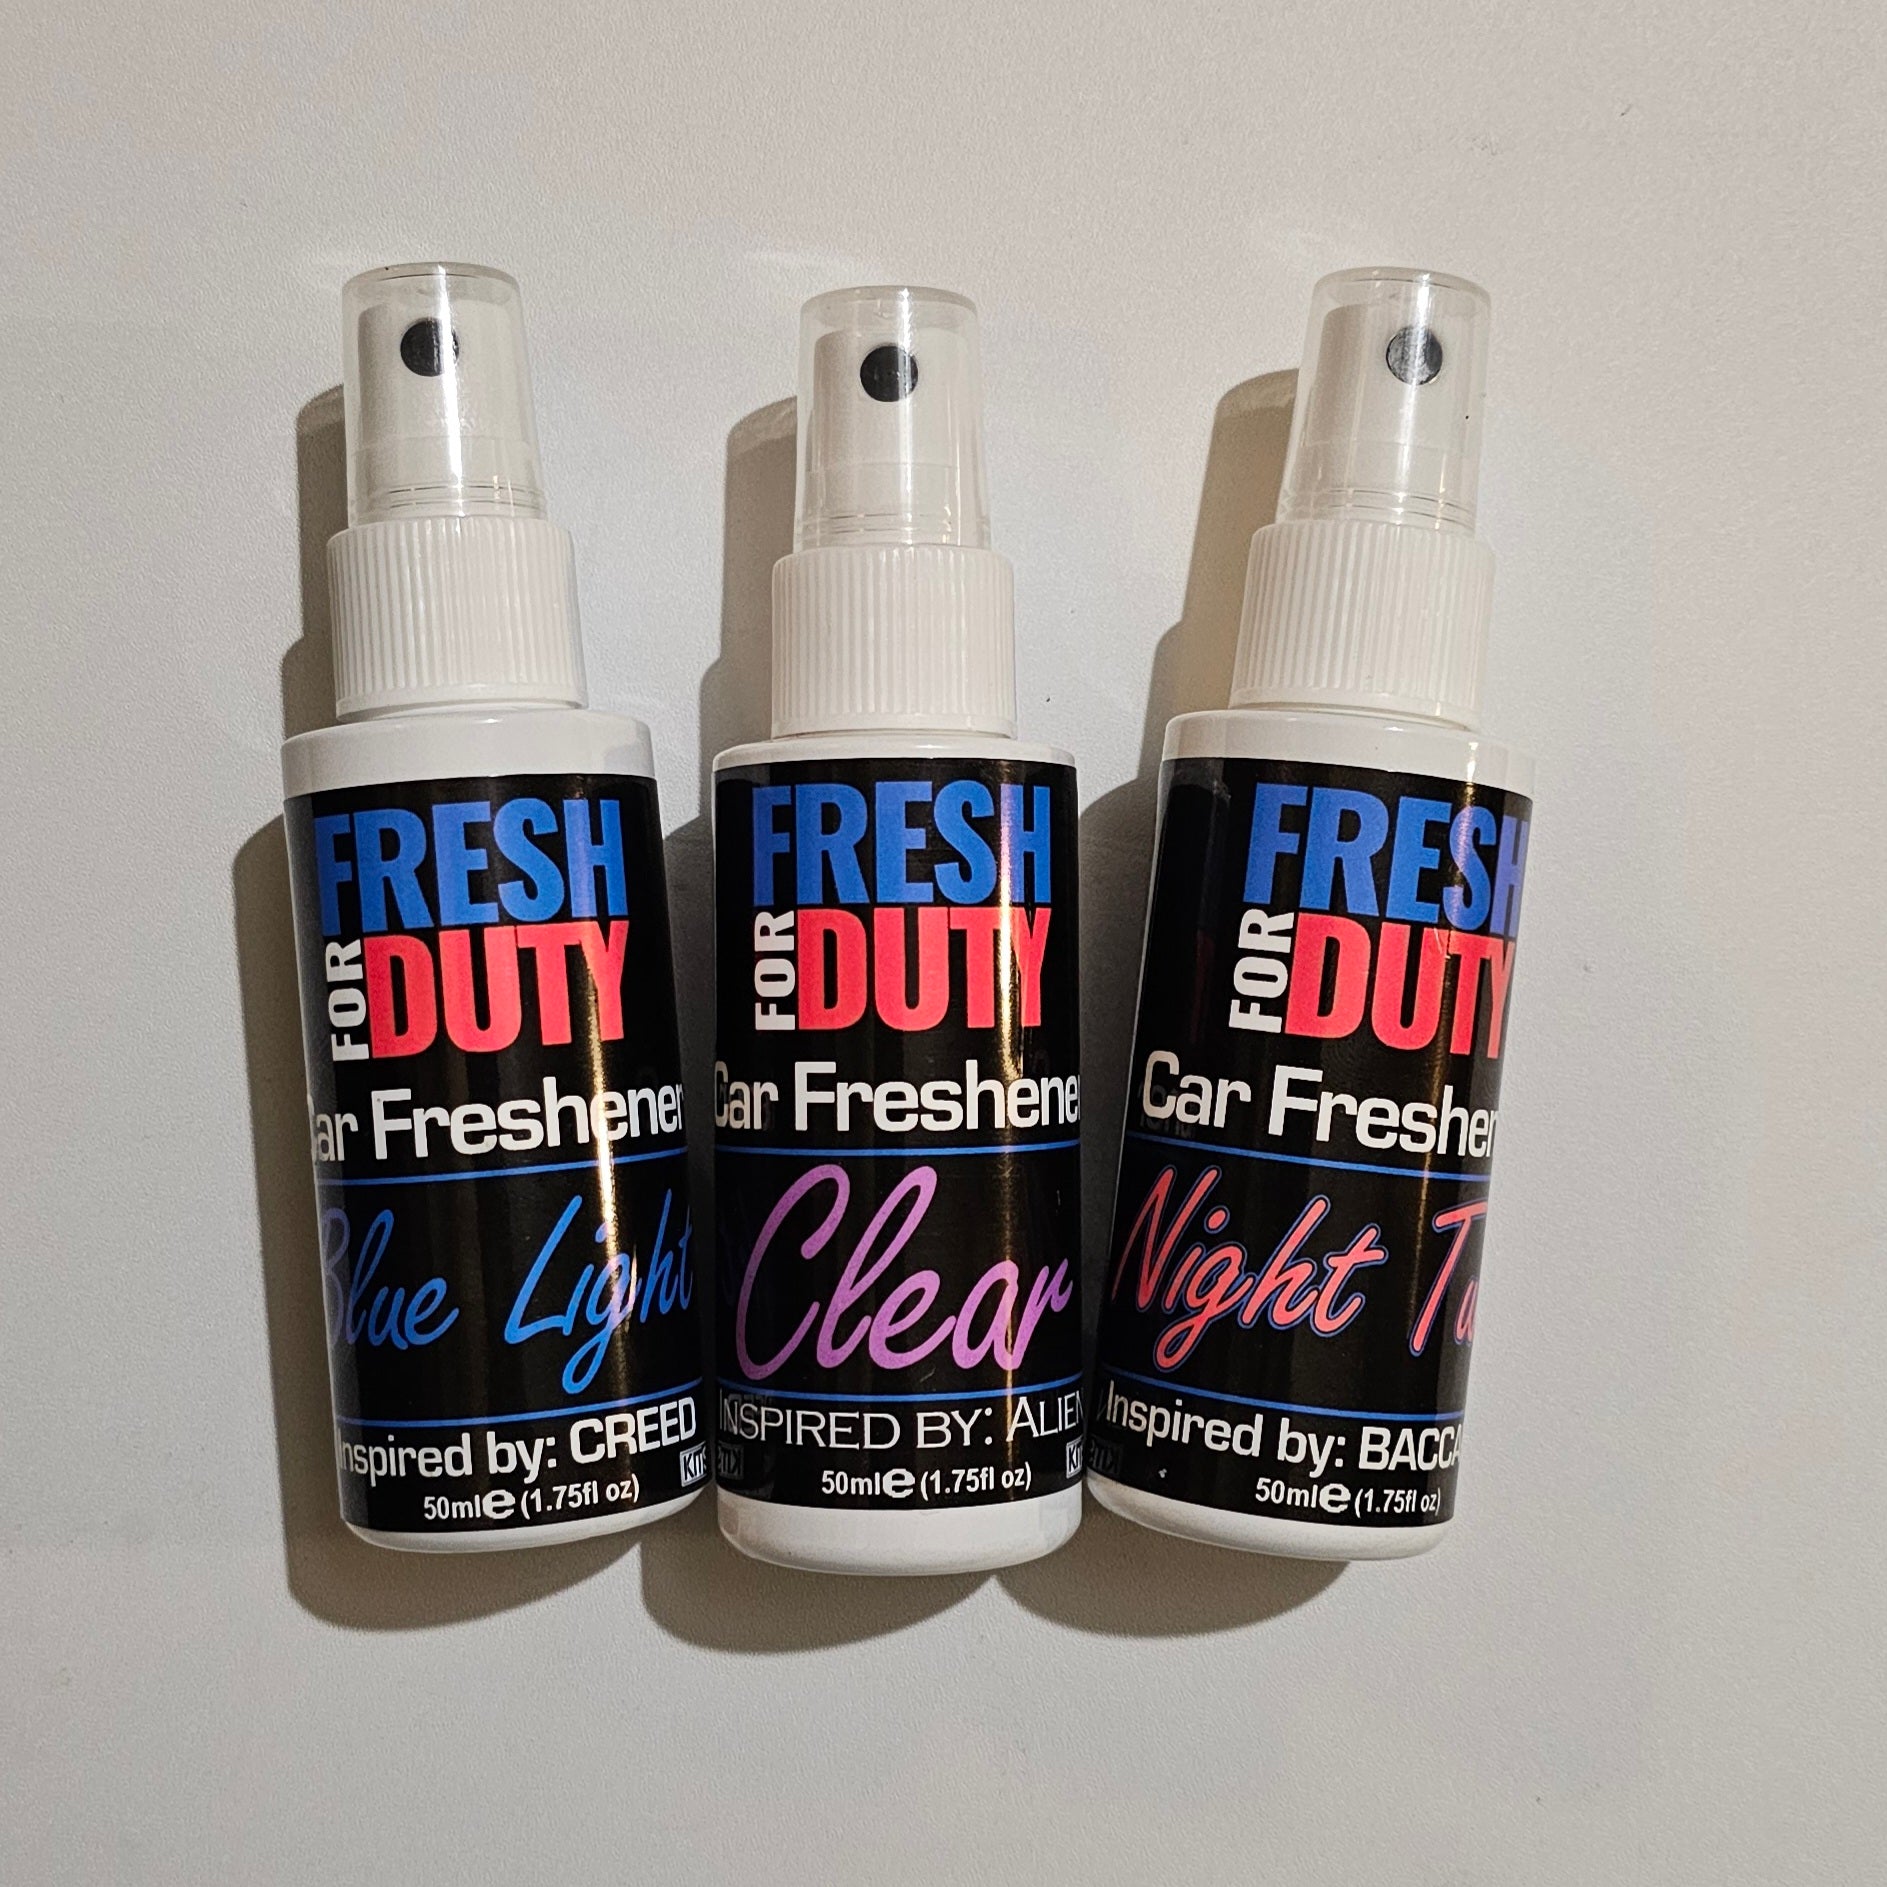 FRESH
FOR DUTY
Car Freshener
Blue Light
Inspired by: CREED
50ml℮ (1.75fl oz)
FRESH
FOR DUTY
Car Freshene
Clear
INSPIRED BY: ALIEN
50ml℮ (1.75fl oz)
FRESH
FOR DUTY
Car Freshener
Night Tu
Inspired by: BACCA
50ml℮ (1.75fl oz)